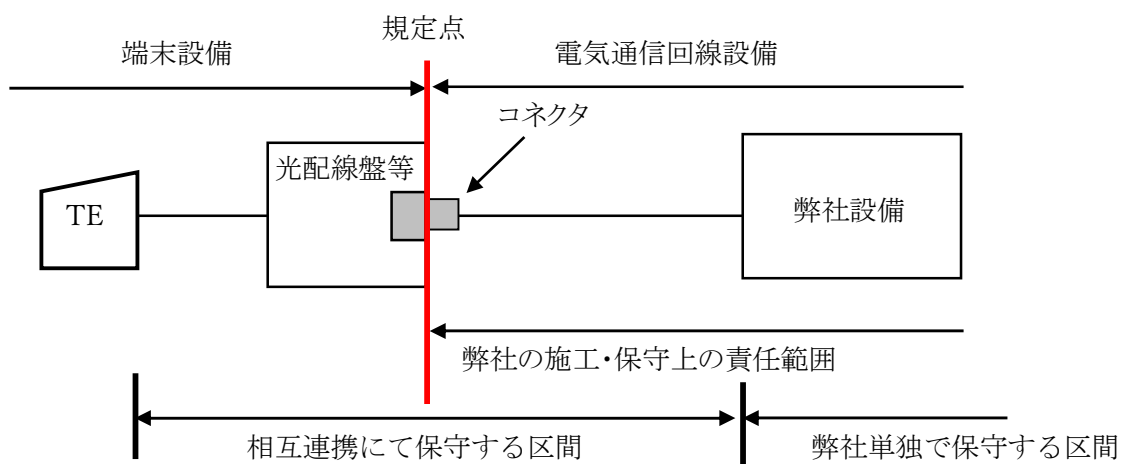 規定点
端末設備
電気通信回線設備
コネクタ
光配線盤等
TE
弊社設備
弊社の施工・保守上の責任範囲
相互連携にて保守する区間
弊社単独で保守する区間